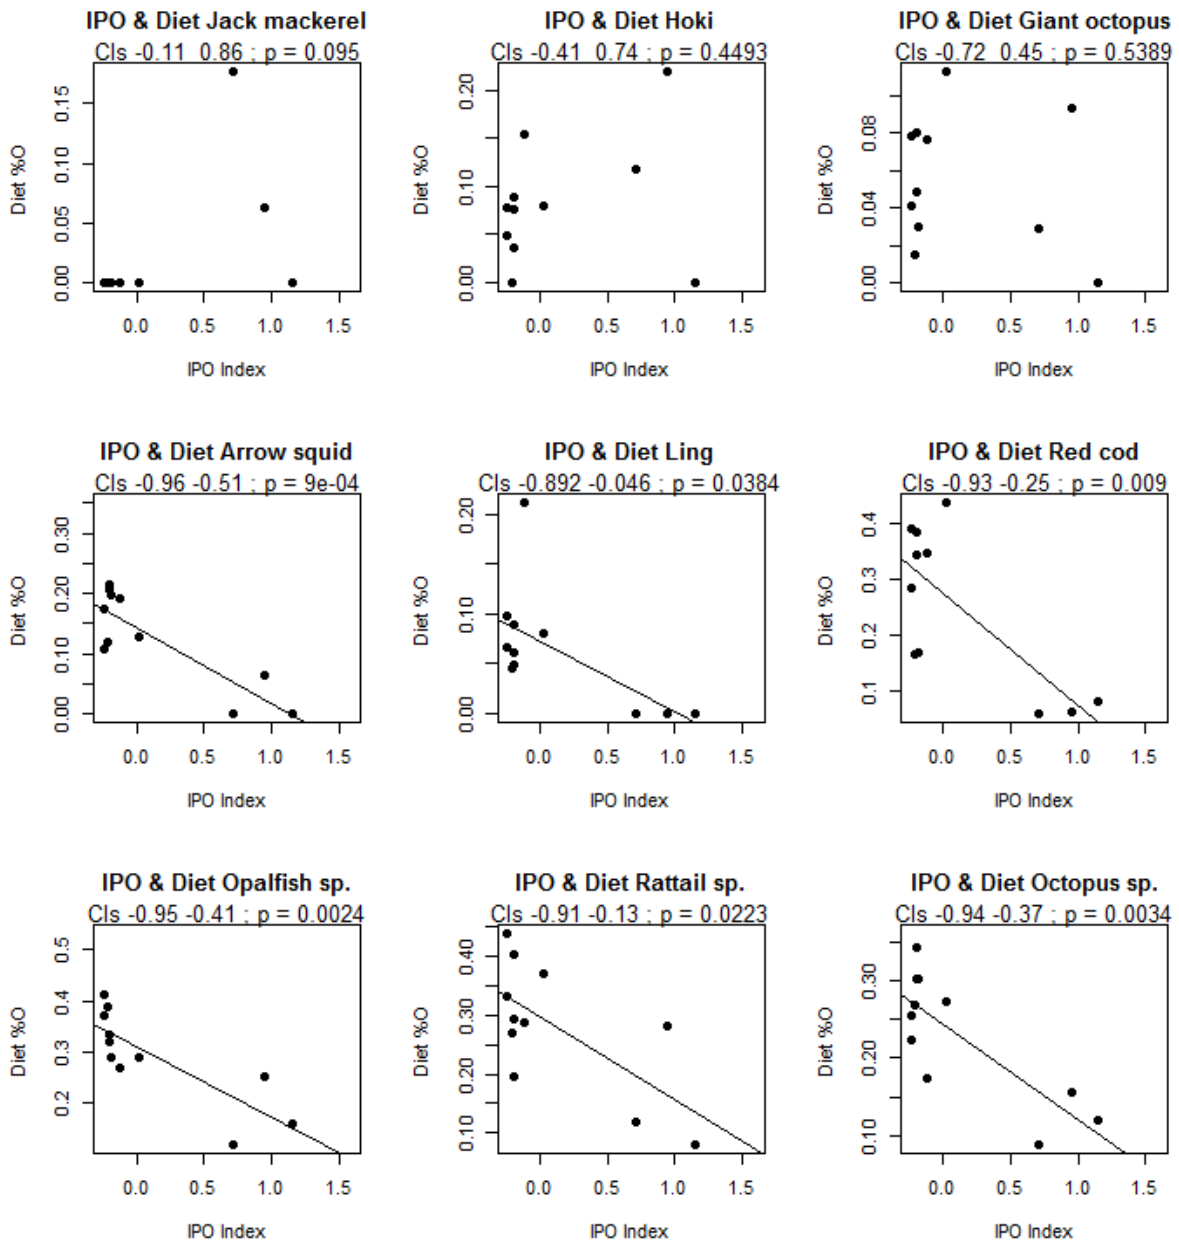 IPO & Diet Jack mackerel
CIs -0.11 0.86 ; p = 0.095
Diet %O
0.00 0.05 0.10 0.15
0.0 0.5 1.0 1.5
IPO Index
IPO & Diet Hoki
CIs -0.41 0.74 ; p = 0.4493
Diet %O
0.00 0.10 0.20
0.0 0.5 1.0 1.5
IPO Index
IPO & Diet Giant octopus
CIs -0.72 0.45 ; p = 0.5389
Diet %O
0.00 0.04 0.08
0.0 0.5 1.0 1.5
IPO Index
IPO & Diet Arrow squid
CIs -0.96 -0.51 ; p = 9e-04
Diet %O
0.00 0.10 0.20 0.30
0.0 0.5 1.0 1.5
IPO Index
IPO & Diet Ling
CIs -0.892 -0.046 ; p = 0.0384
Diet %O
0.00 0.10 0.20
0.0 0.5 1.0 1.5
IPO Index
IPO & Diet Red cod
CIs -0.93 -0.25 ; p = 0.009
Diet %O
0.1 0.2 0.3 0.4
0.0 0.5 1.0 1.5
IPO Index
IPO & Diet Opalfish sp.
CIs -0.95 -0.41 ; p = 0.0024
Diet %O
0.2 0.3 0.4 0.5
0.0 0.5 1.0 1.5
IPO Index
IPO & Diet Rattail sp.
CIs -0.91 -0.13 ; p = 0.0223
Diet %O
0.10 0.20 0.30 0.40
0.0 0.5 1.0 1.5
IPO Index
IPO & Diet Octopus sp.
CIs -0.94 -0.37 ; p = 0.0034
Diet %O
0.10 0.20 0.30
0.0 0.5 1.0 1.5
IPO Index